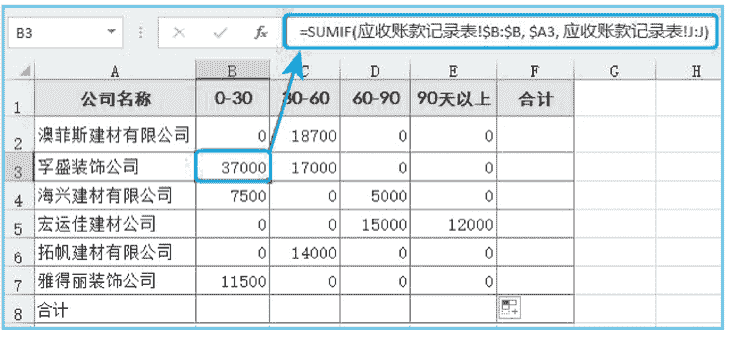 B3 fx =SUMIF(应收账款记录表!$B:$B, $A3, 应收账款记录表!J:J)
A B C D E F G H
1 公司名称 0-30 30-60 60-90 90天以上 合计
2 澳菲斯建材有限公司 0 18700 0 0
3 孚盛装饰公司 37000 17000 0 0
4 海兴建材有限公司 7500 0 5000 0
5 宏运佳建材公司 0 0 15000 12000
6 拓帆建材有限公司 0 14000 0 0
7 雅得丽装饰公司 11500 0 0 0
8 合计